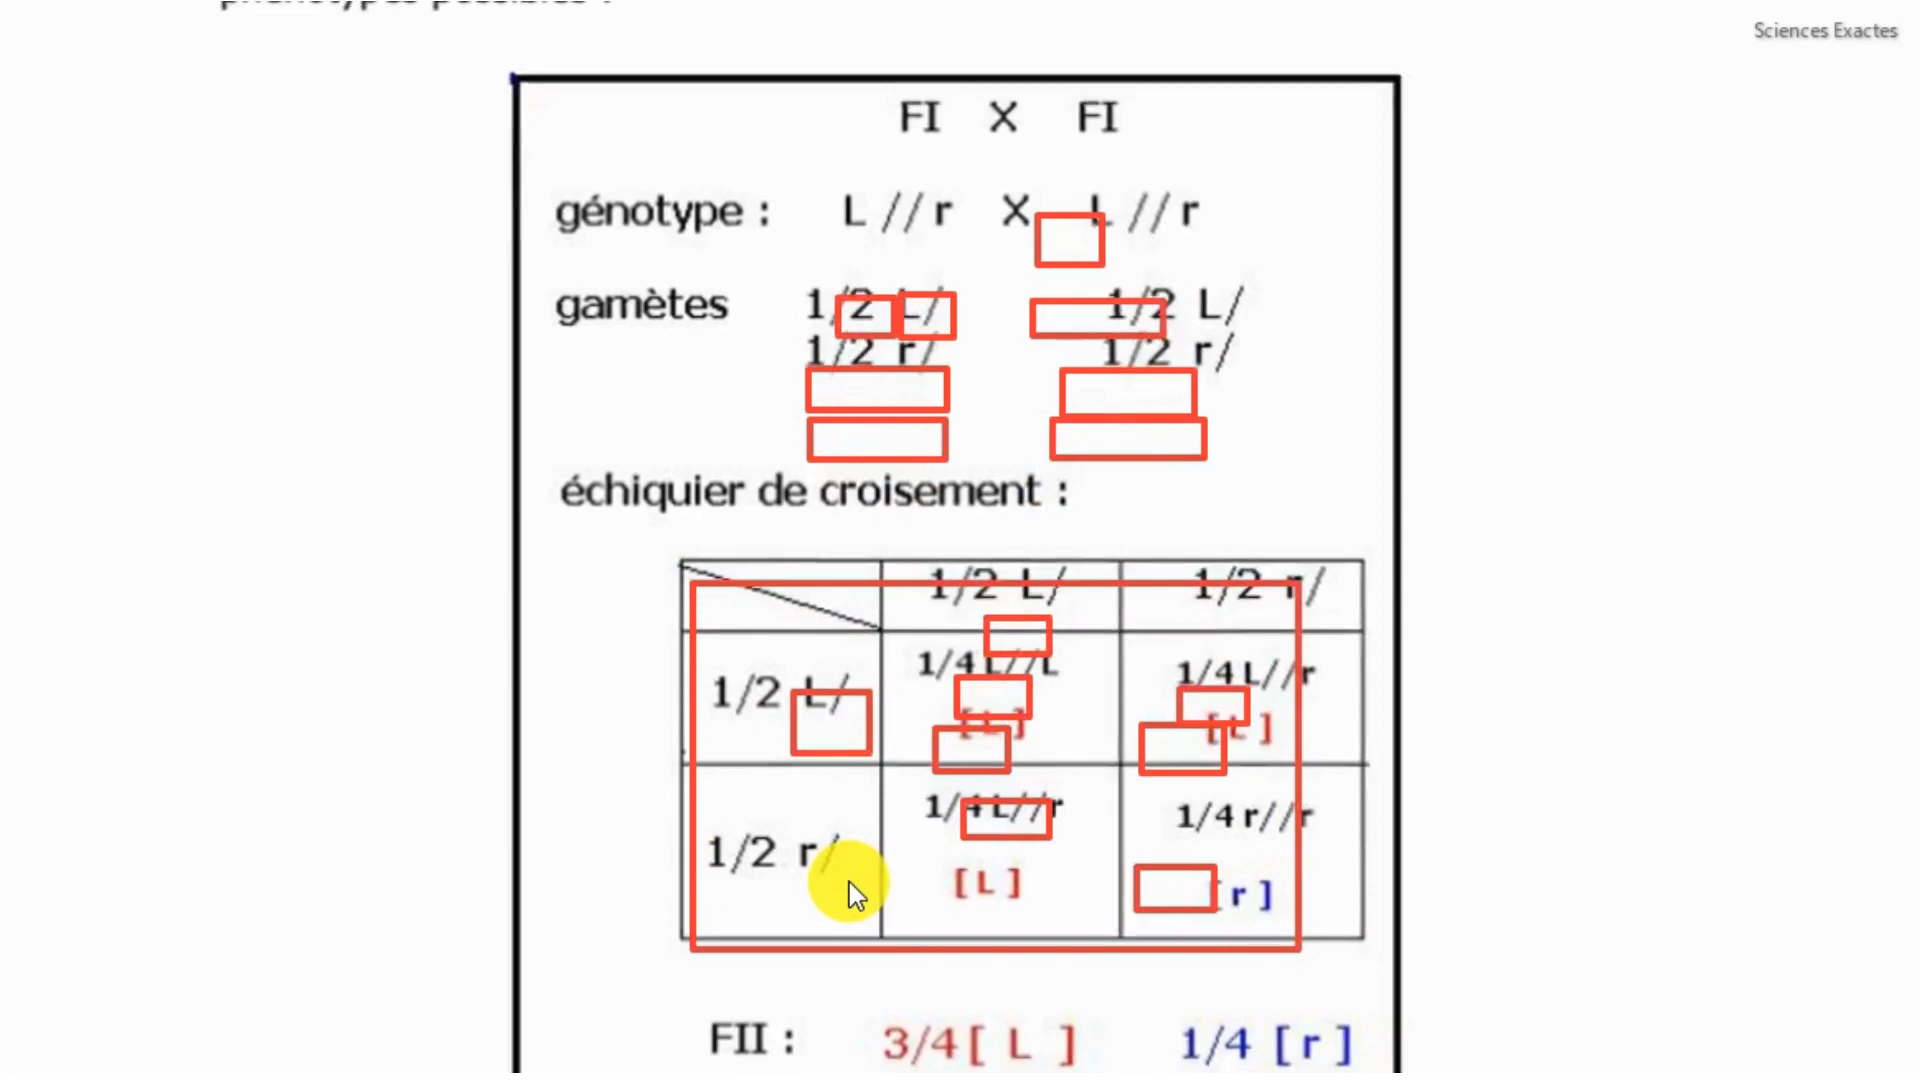 phénotypes possibles :
Sciences Exactes
FI X FI
génotype : L // r X L // r
gamètes 1/2 L/ 1/2 L/
1/2 r/ 1/2 r/
échiquier de croisement :
1/2 L/ 1/2 r/
1/2 L/ 1/4 L//L 1/4 L//r
[ L ] [ L ]
1/2 r/ 1/4 L//r 1/4 r//r
[ L ] [ r ]
FII : 3/4 [ L ] 1/4 [ r ]